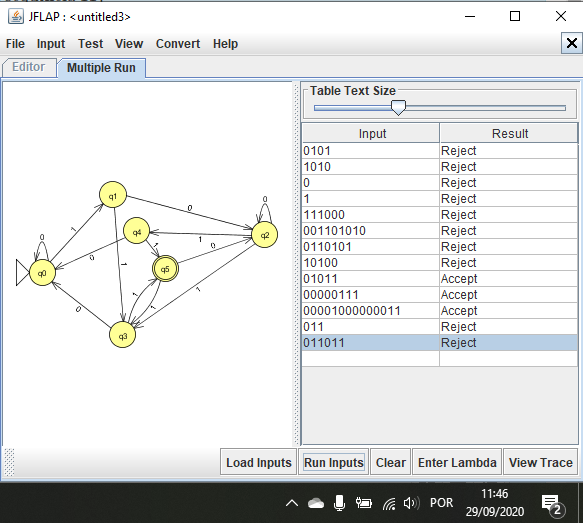 JFLAP : <untitled3>
File Input Test View Convert Help
Editor Multiple Run
Table Text Size
Input Result
0101 Reject
1010 Reject
0 Reject
1 Reject
111000 Reject
001101010 Reject
0110101 Reject
10100 Reject
01011 Accept
00000111 Accept
00001000000011 Accept
011 Reject
011011 Reject
q1
0
0
0
q4
1
1
q2
1
1
q0
0
1
q5
0
1
1
1
0
q3
Load Inputs Run Inputs Clear Enter Lambda View Trace
POR
11:46
29/09/2020
2